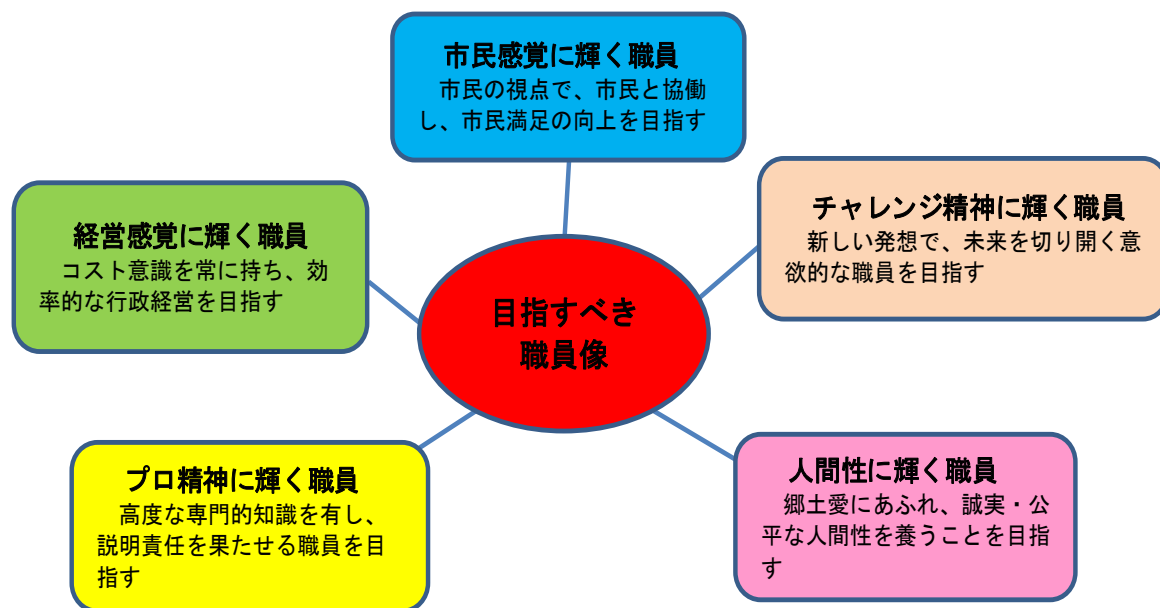 市民感覚に輝く職員
市民の視点で、市民と協働
し、市民満足の向上を目指す
経営感覚に輝く職員
コスト意識を常に持ち、効
率的な行政経営を目指す
チャレンジ精神に輝く職員
新しい発想で、未来を切り開く意
欲的な職員を目指す
目指すべき
職員像
プロ精神に輝く職員
高度な専門的知識を有し、
説明責任を果たせる職員を目
指す
人間性に輝く職員
郷土愛にあふれ、誠実・公
平な人間性を養うことを目指
す